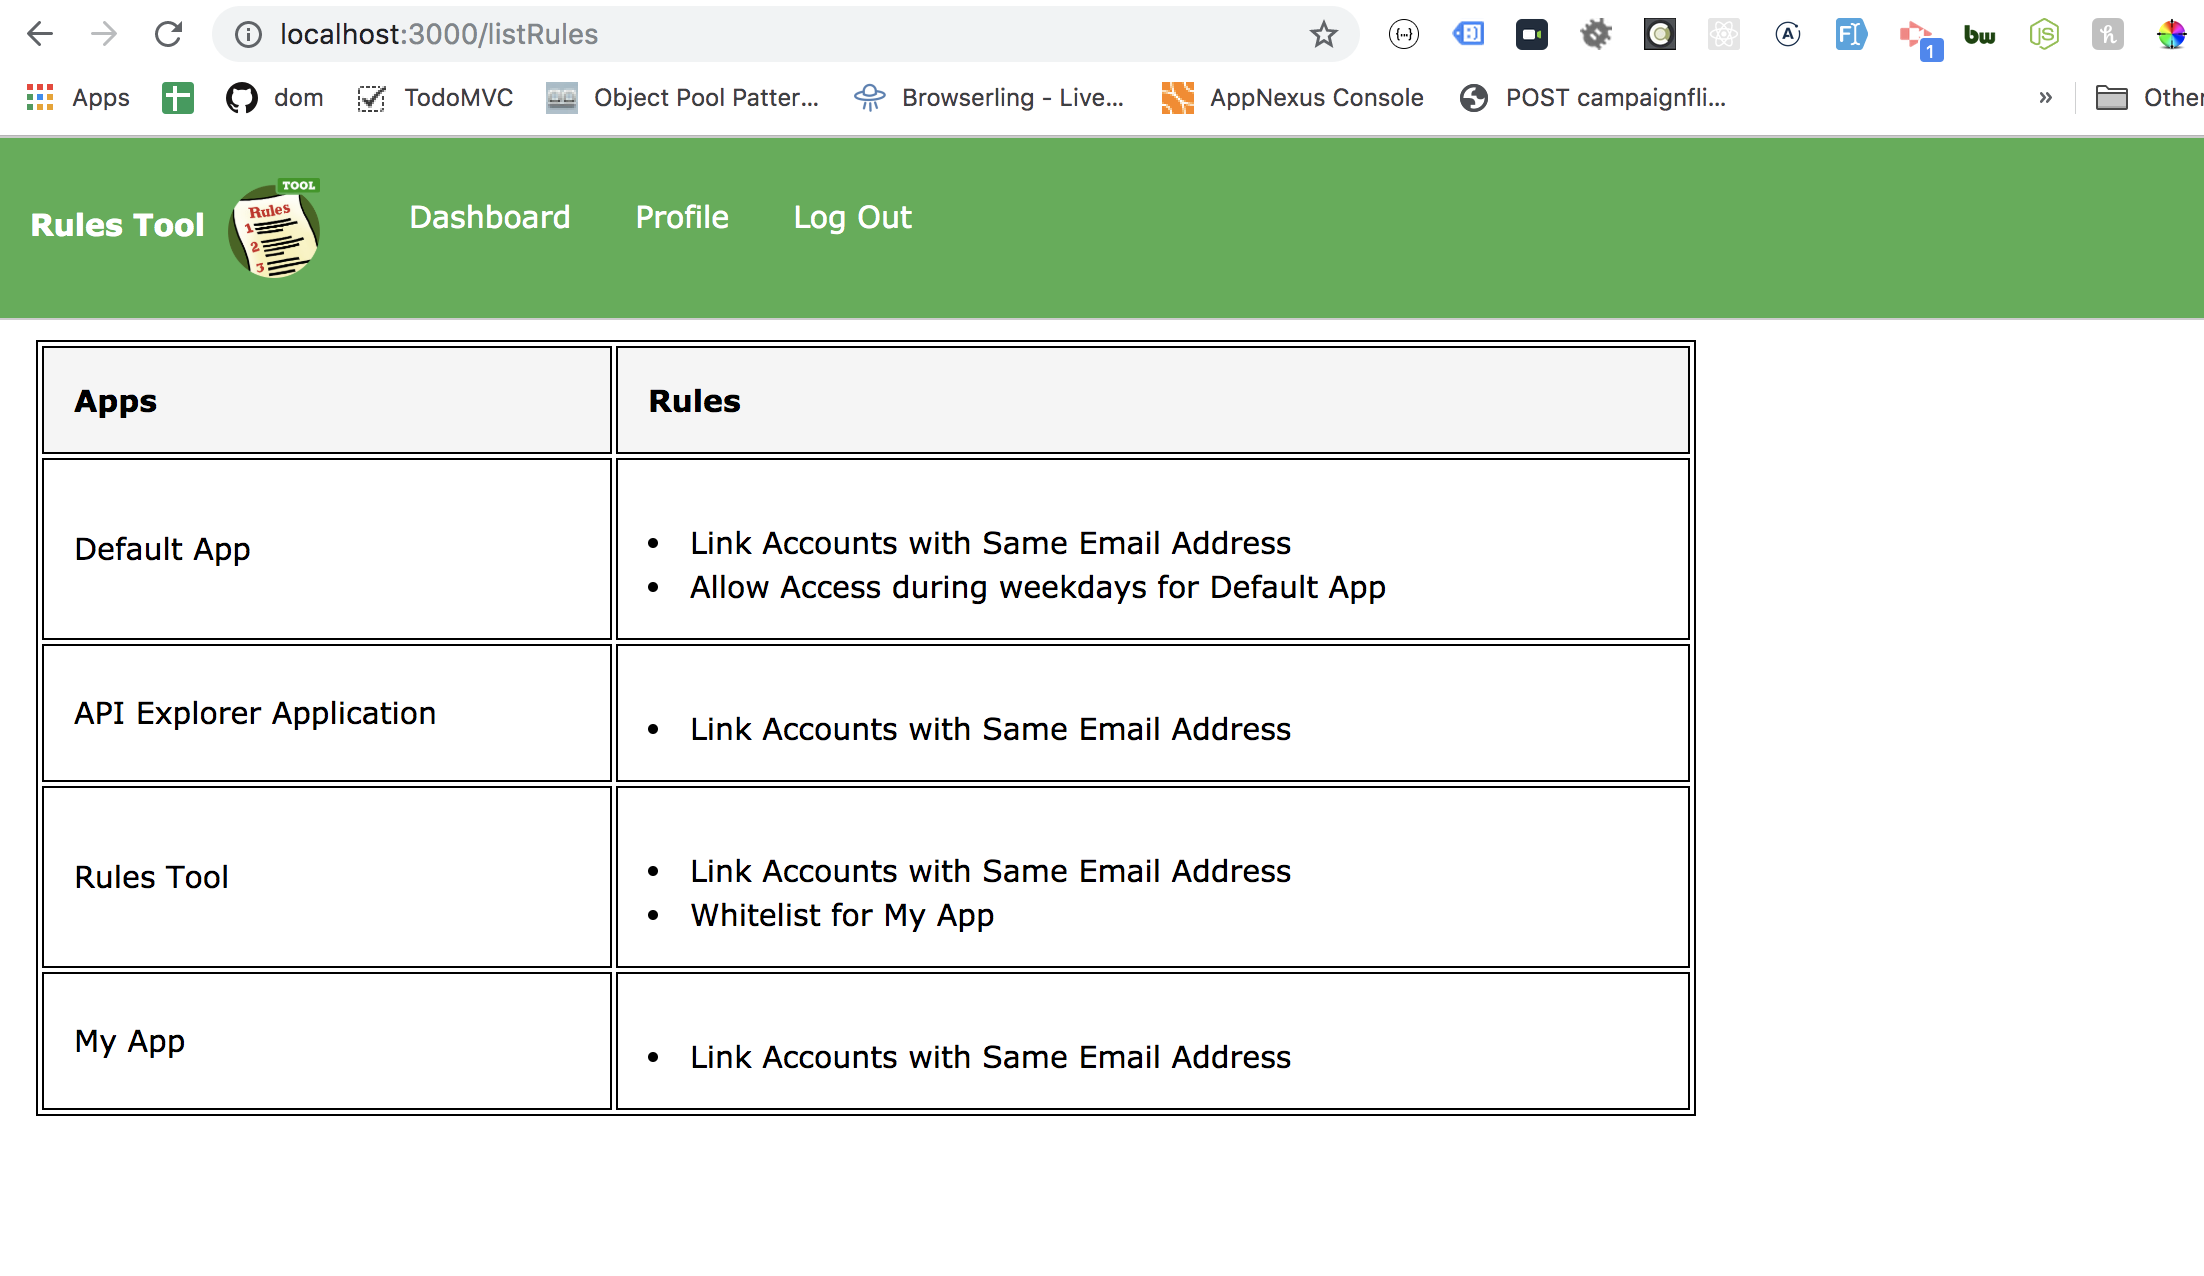 localhost:3000/listRules
{...}
B
A
FI
1
bw
JS
h
Apps
dom
TodoMVC
Object Pool Patter...
Browserling - Live...
AppNexus Console
POST campaignfli...
»
Other
Rules Tool
TOOL
Rules
1
2
3
Dashboard
Profile
Log Out
Apps
Rules
Default App
• Link Accounts with Same Email Address
• Allow Access during weekdays for Default App
API Explorer Application
• Link Accounts with Same Email Address
Rules Tool
• Link Accounts with Same Email Address
• Whitelist for My App
My App
• Link Accounts with Same Email Address